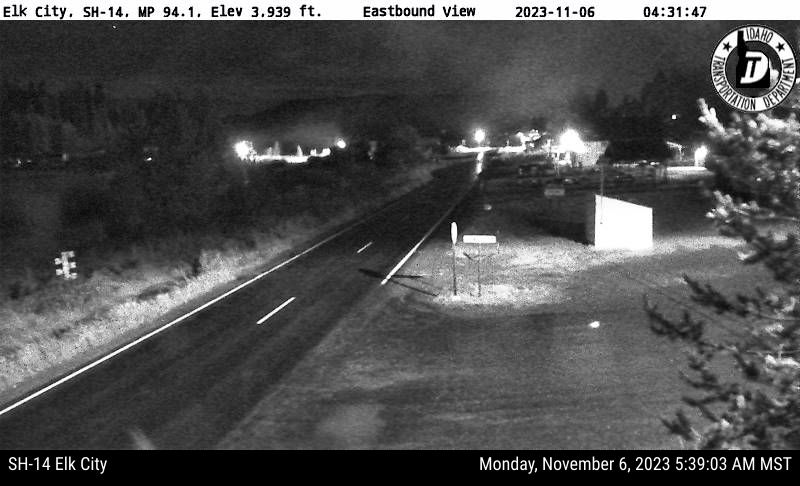 Elk City, SH-14, MP 94.1, Elev 3,939 ft. Eastbound View 2023-11-06 04:31:47
IDAHO
TRANSPORTATION DEPARTMENT
SH-14 Elk City Monday, November 6, 2023 5:39:03 AM MST